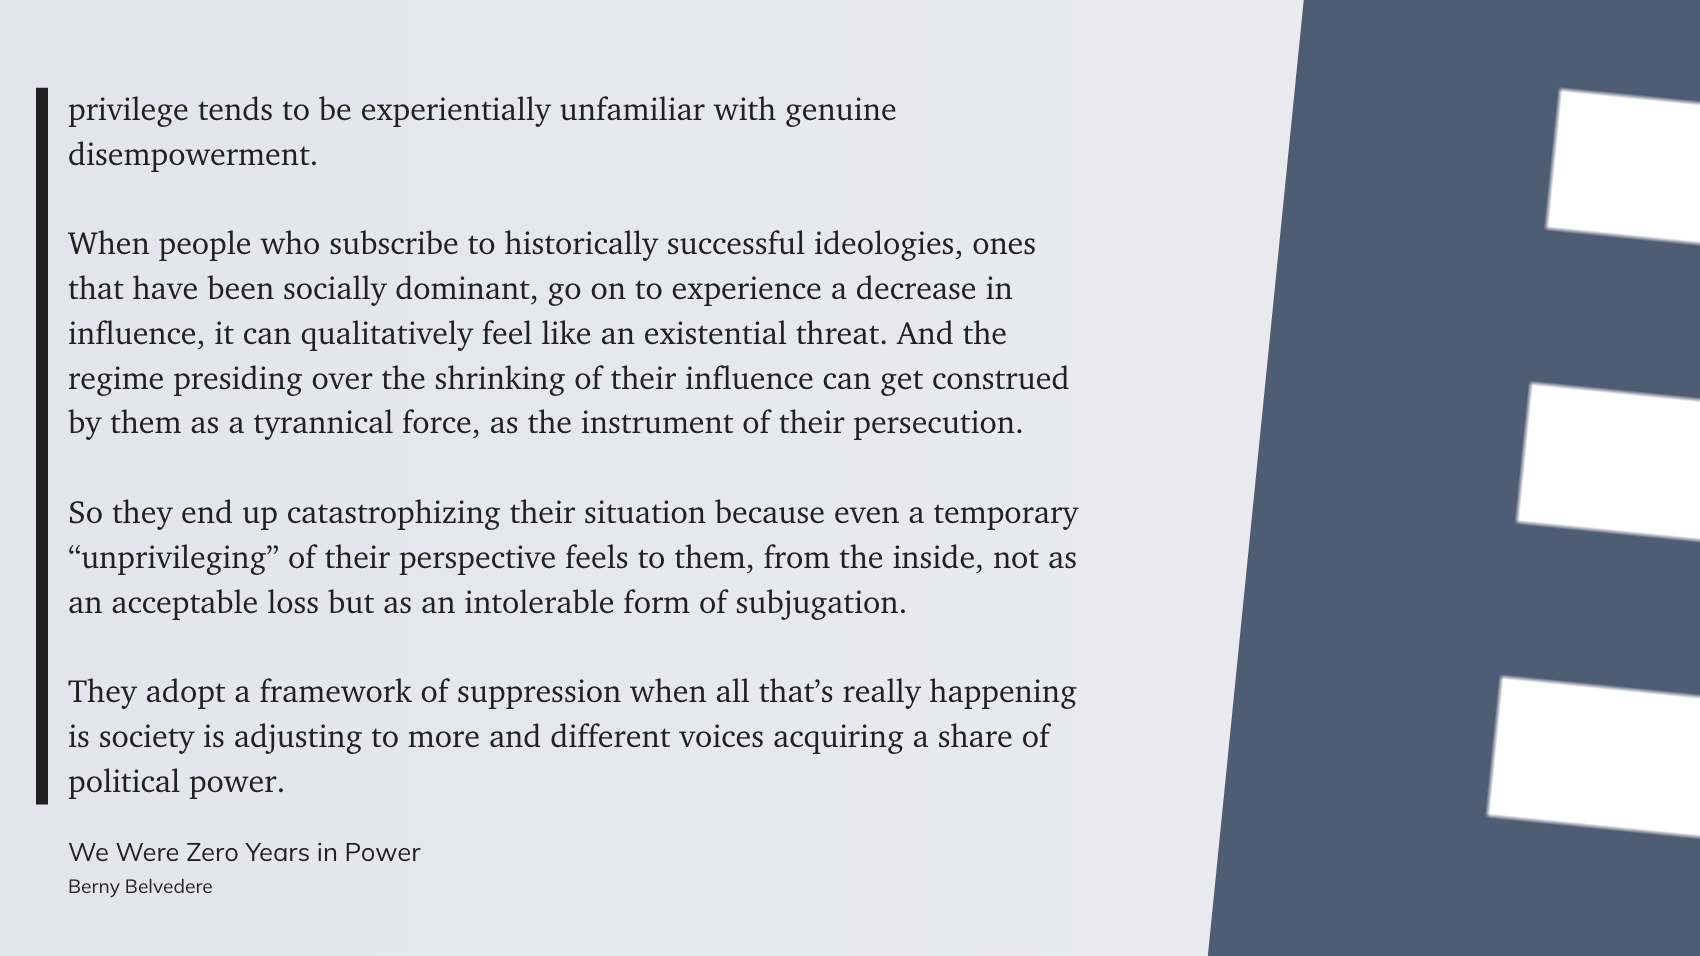 privilege tends to be experientially unfamiliar with genuine
disempowerment.
When people who subscribe to historically successful ideologies, ones
that have been socially dominant, go on to experience a decrease in
influence, it can qualitatively feel like an existential threat. And the
regime presiding over the shrinking of their influence can get construed
by them as a tyrannical force, as the instrument of their persecution.
So they end up catastrophizing their situation because even a temporary
“unprivileging” of their perspective feels to them, from the inside, not as
an acceptable loss but as an intolerable form of subjugation.
They adopt a framework of suppression when all that’s really happening
is society is adjusting to more and different voices acquiring a share of
political power.
We Were Zero Years in Power
Berny Belvedere